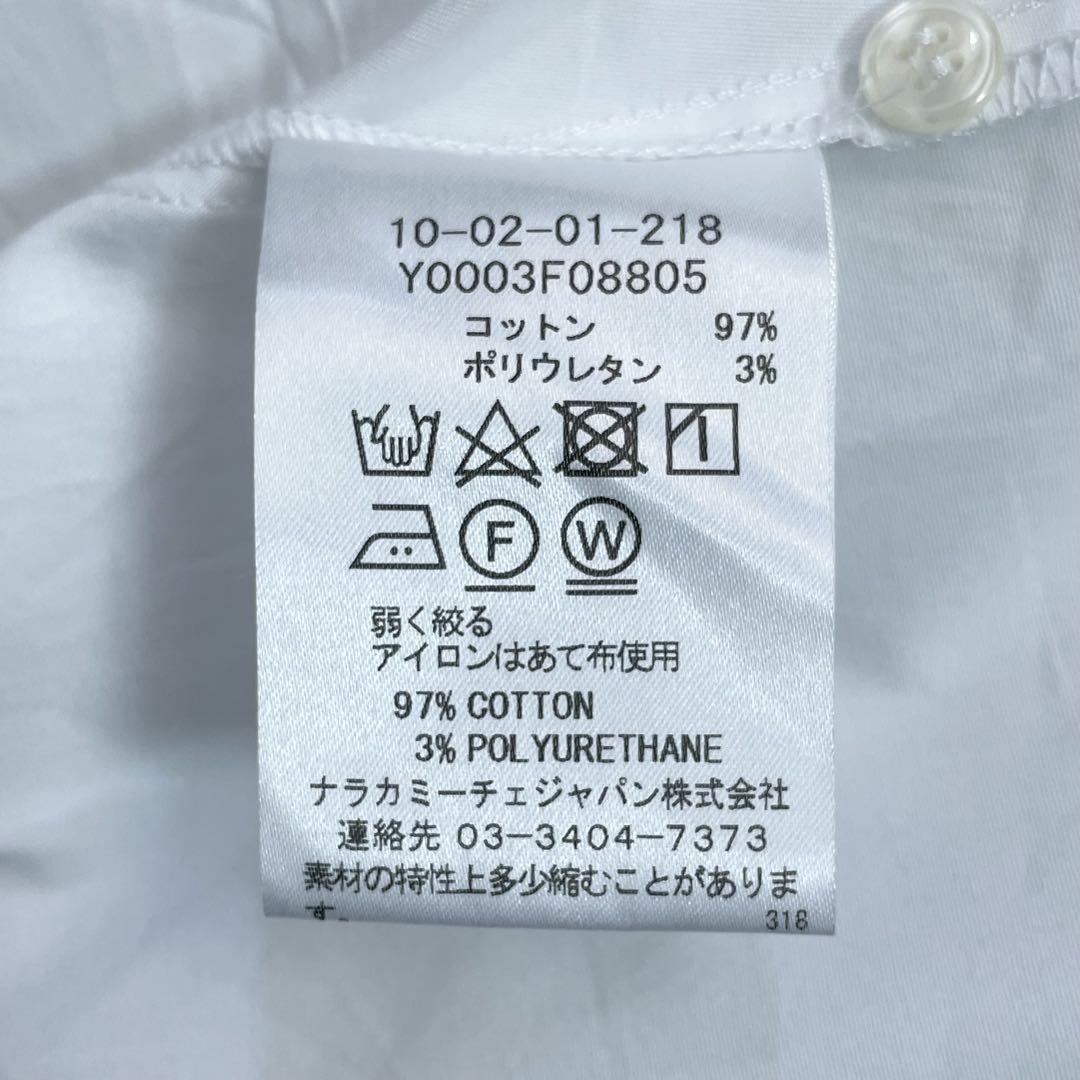 10-02-01-218
Y0003F08805
コットン 97%
ポリウレタン 3%
F W
弱く絞る
アイロンはあて布使用
97% COTTON
3% POLYURETHANE
ナラカミーチェジャパン株式会社
連絡先 03-3404-7373
素材の特性上多少縮むことがありま
す。
318